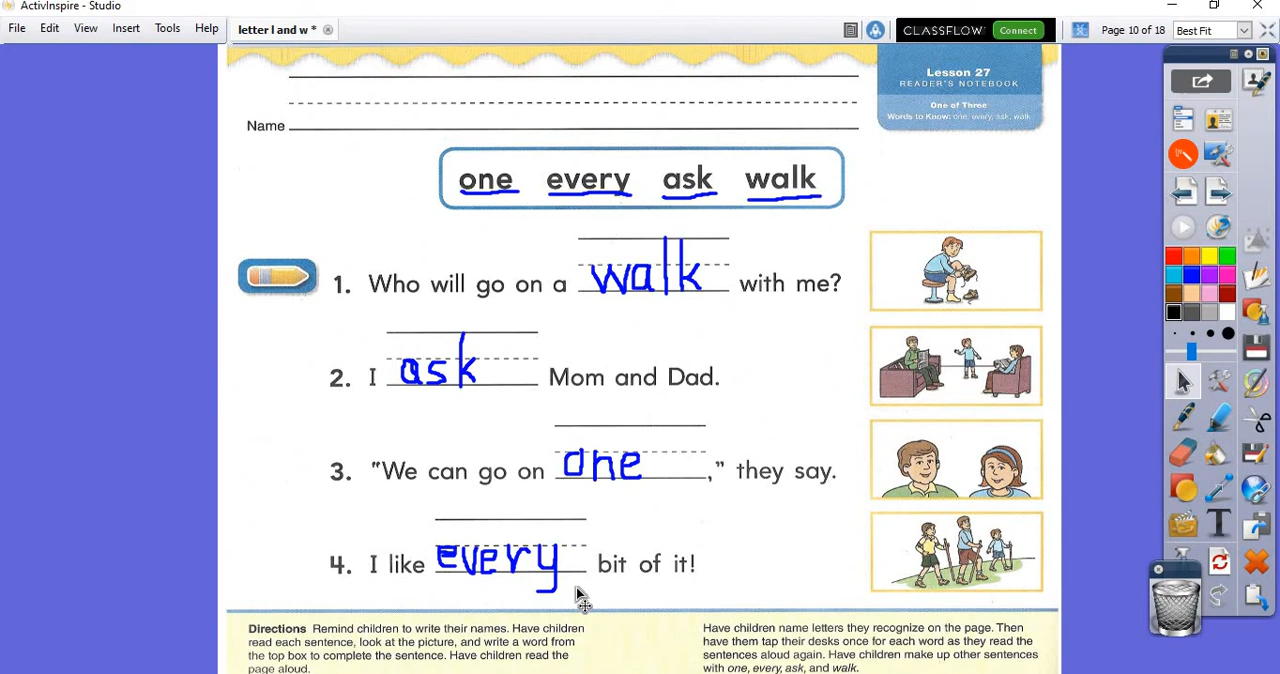 ActivInspire - Studio
File Edit View Insert Tools Help letter l and w * CLASSFLOW Connect Page 10 of 18 Best Fit
Lesson 27
READER'S NOTEBOOK
One of Three
Words to Know: one, every, ask, walk
Name
one every ask walk
1. Who will go on a walk with me?
2. I ask Mom and Dad.
3. "We can go on one," they say.
4. I like every bit of it!
Directions Remind children to write their names. Have children
read each sentence, look at the picture, and write a word from
the top box to complete the sentence. Have children read the
page aloud.
Have children name letters they recognize on the page. Then
have them tap their desks once for each word as they read the
sentences aloud again. Have children make up other sentences
with one, every, ask, and walk.